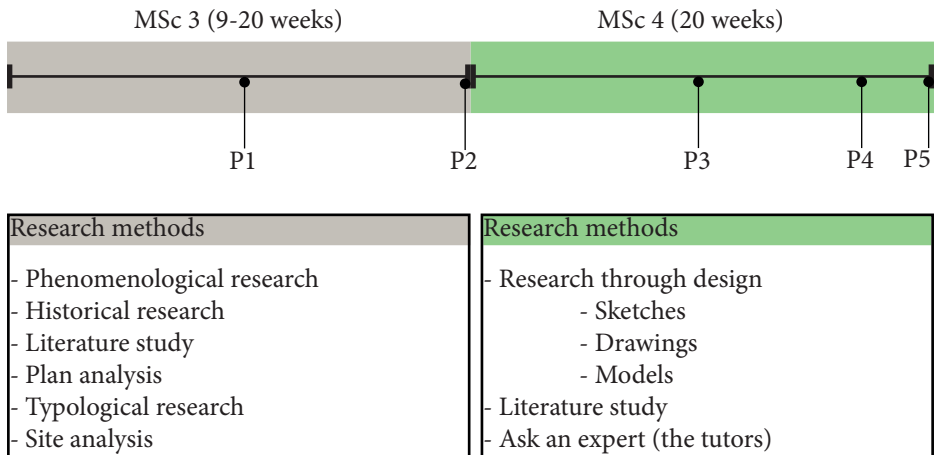 MSc 3 (9-20 weeks)
MSc 4 (20 weeks)
P1
P2
P3
P4
P5
Research methods
- Phenomenological research
- Historical research
- Literature study
- Plan analysis
- Typological research
- Site analysis
Research methods
- Research through design
- Sketches
- Drawings
- Models
- Literature study
- Ask an expert (the tutors)